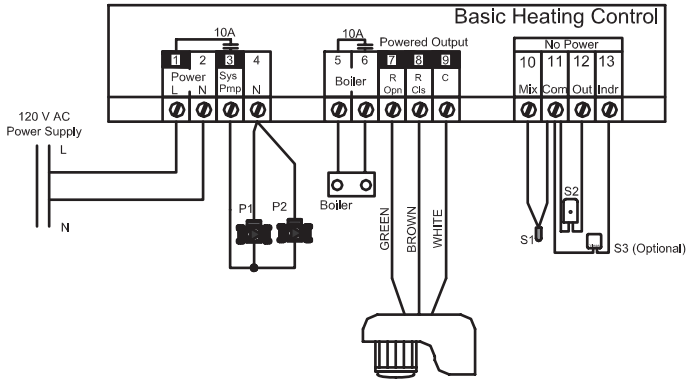 Basic Heating Control
10A
10A
Powered Output
No Power
1 2 3 4
5 6 7 8 9
10 11 12 13
Power
L N
Sys
Pmp
N
Boiler
R
Opn
R
Cls
C
Mix Com Out Indr
120 V AC
Power Supply
L
N
P1 P2
Boiler
GREEN
BROWN
WHITE
S1
S2
S3 (Optional)